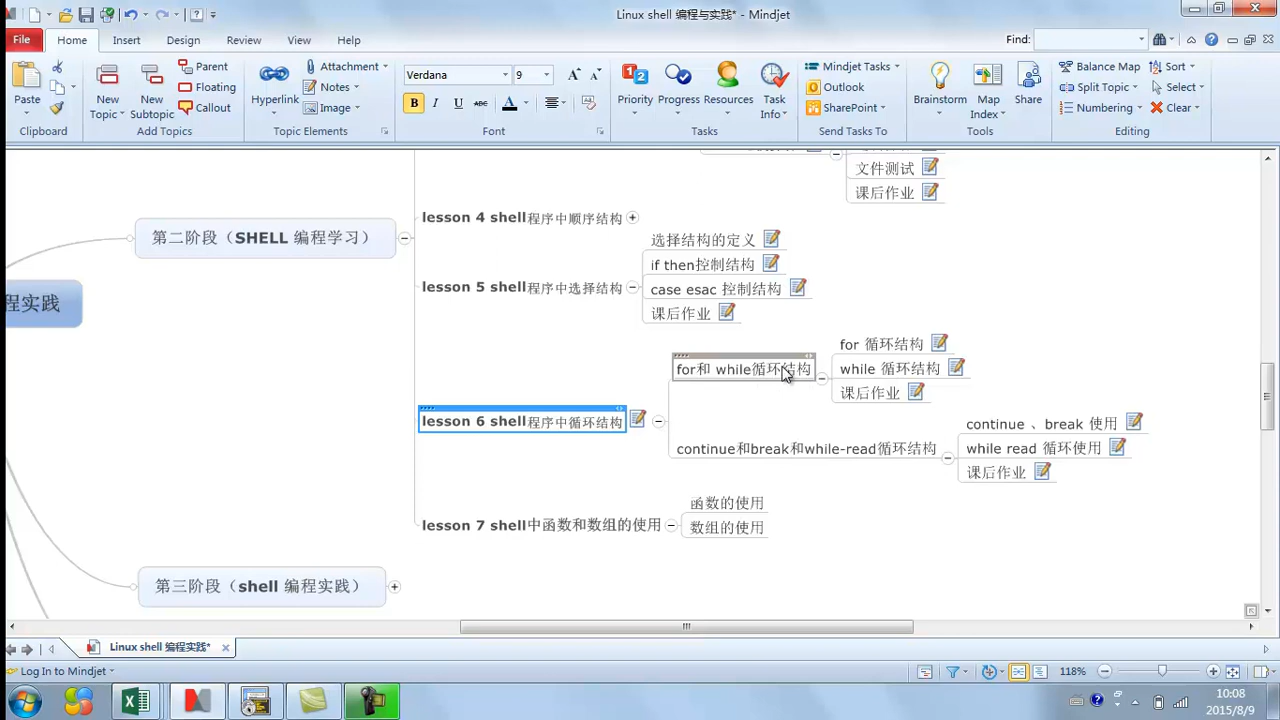 Linux shell 编程与实践* - Mindjet
File Home Insert Design Review View Help Find:
Paste
Clipboard
New Topic
New Subtopic
Parent
Floating
Callout
Add Topics
Hyperlink
Attachment
Notes
Image
Topic Elements
Verdana 9
B I U ABC A
Font
Priority
Progress
Resources
Task Info
Tasks
Mindjet Tasks
Outlook
SharePoint
Send Tasks To
Brainstorm
Map Index
Share
Tools
Balance Map
Split Topic
Numbering
Sort
Select
Clear
Editing
文件测试
课后作业
第二阶段（SHELL 编程学习）
lesson 4 shell程序中顺序结构
选择结构的定义
if then控制结构
lesson 5 shell程序中选择结构
case esac 控制结构
课后作业
程实践
for 循环结构
for和 while循环结构
while 循环结构
课后作业
lesson 6 shell程序中循环结构
continue 、break 使用
continue和break和while-read循环结构
while read 循环使用
课后作业
函数的使用
lesson 7 shell中函数和数组的使用
数组的使用
第三阶段（shell 编程实践）
Linux shell 编程实践*
Log In to Mindjet
118%
10:08
2015/8/9